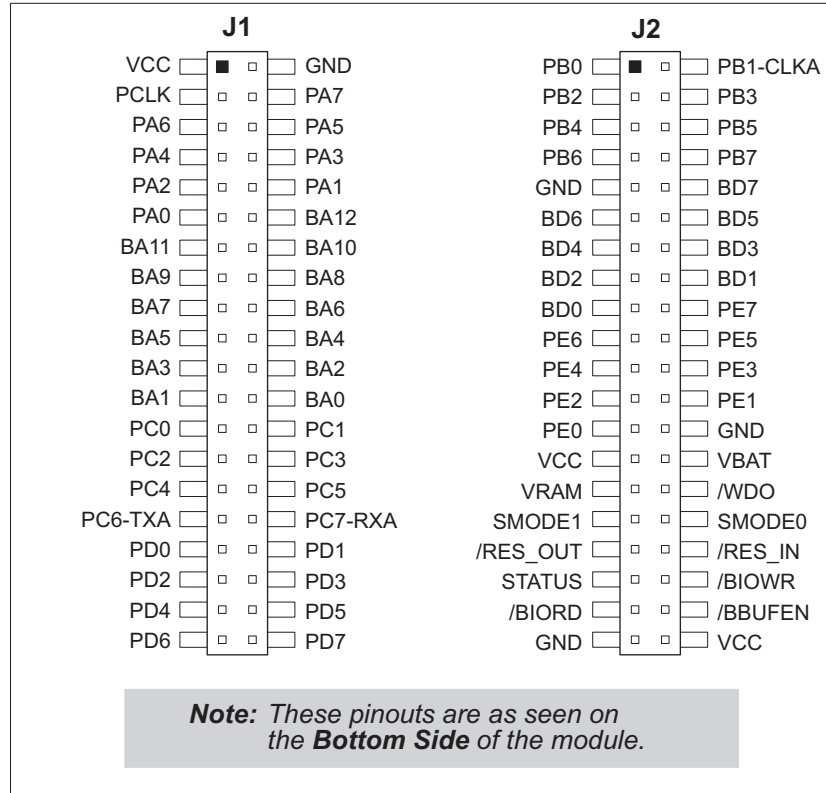 J1
VCC GND
PCLK PA7
PA6 PA5
PA4 PA3
PA2 PA1
PA0 BA12
BA11 BA10
BA9 BA8
BA7 BA6
BA5 BA4
BA3 BA2
BA1 BA0
PC0 PC1
PC2 PC3
PC4 PC5
PC6-TXA PC7-RXA
PD0 PD1
PD2 PD3
PD4 PD5
PD6 PD7
J2
PB0 PB1-CLKA
PB2 PB3
PB4 PB5
PB6 PB7
GND BD7
BD6 BD5
BD4 BD3
BD2 BD1
BD0 PE7
PE6 PE5
PE4 PE3
PE2 PE1
PE0 GND
VCC VBAT
VRAM /WDO
SMODE1 SMODE0
/RES_OUT /RES_IN
STATUS /BIOWR
/BIORD /BBUFEN
GND VCC
Note: These pinouts are as seen on
the Bottom Side of the module.